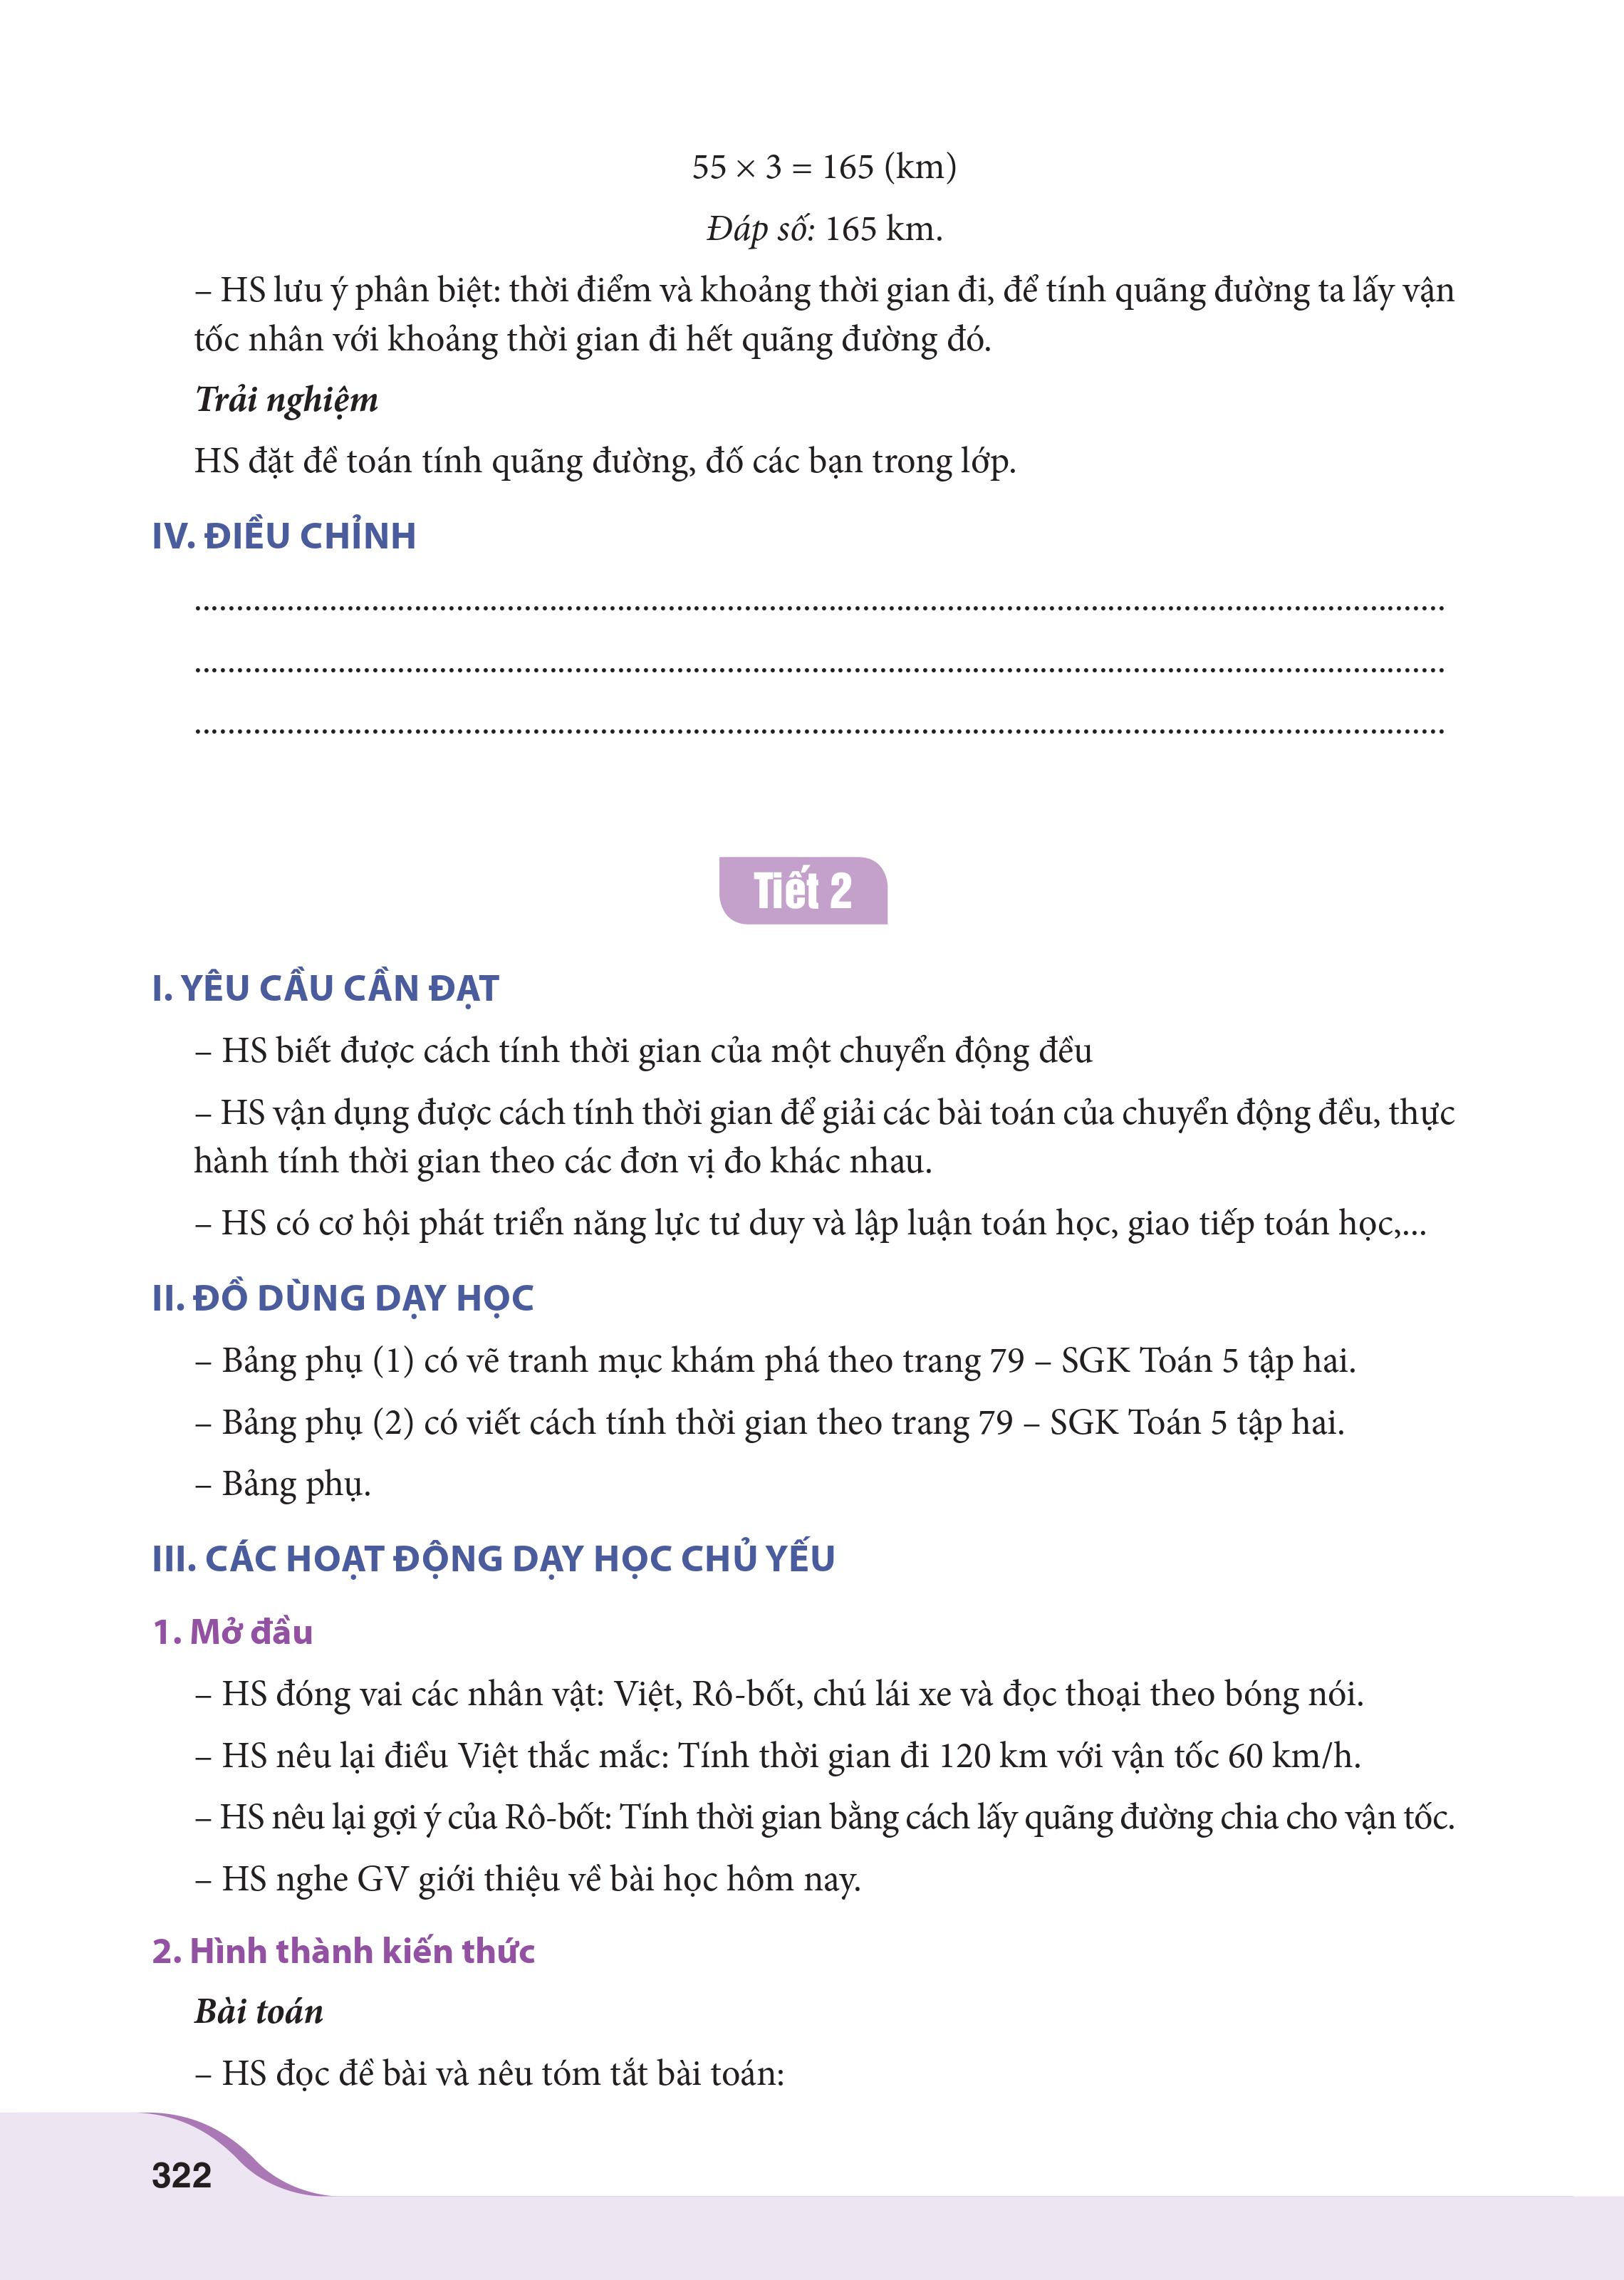 55 × 3 = 165 (km)
Đáp số: 165 km.
– HS lưu ý phân biệt: thời điểm và khoảng thời gian đi, để tính quãng đường ta lấy vận
tốc nhân với khoảng thời gian đi hết quãng đường đó.
Trải nghiệm
HS đặt đề toán tính quãng đường, đố các bạn trong lớp.
IV. ĐIỀU CHỈNH
Tiết 2
I. YÊU CẦU CẦN ĐẠT
– HS biết được cách tính thời gian của một chuyển động đều
– HS vận dụng được cách tính thời gian để giải các bài toán của chuyển động đều, thực
hành tính thời gian theo các đơn vị đo khác nhau.
– HS có cơ hội phát triển năng lực tư duy và lập luận toán học, giao tiếp toán học,...
II. ĐỒ DÙNG DẠY HỌC
– Bảng phụ (1) có vẽ tranh mục khám phá theo trang 79 – SGK Toán 5 tập hai.
– Bảng phụ (2) có viết cách tính thời gian theo trang 79 – SGK Toán 5 tập hai.
– Bảng phụ.
III. CÁC HOẠT ĐỘNG DẠY HỌC CHỦ YẾU
1. Mở đầu
– HS đóng vai các nhân vật: Việt, Rô-bốt, chú lái xe và đọc thoại theo bóng nói.
– HS nêu lại điều Việt thắc mắc: Tính thời gian đi 120 km với vận tốc 60 km/h.
– HS nêu lại gợi ý của Rô-bốt: Tính thời gian bằng cách lấy quãng đường chia cho vận tốc.
– HS nghe GV giới thiệu về bài học hôm nay.
2. Hình thành kiến thức
Bài toán
– HS đọc đề bài và nêu tóm tắt bài toán:
322